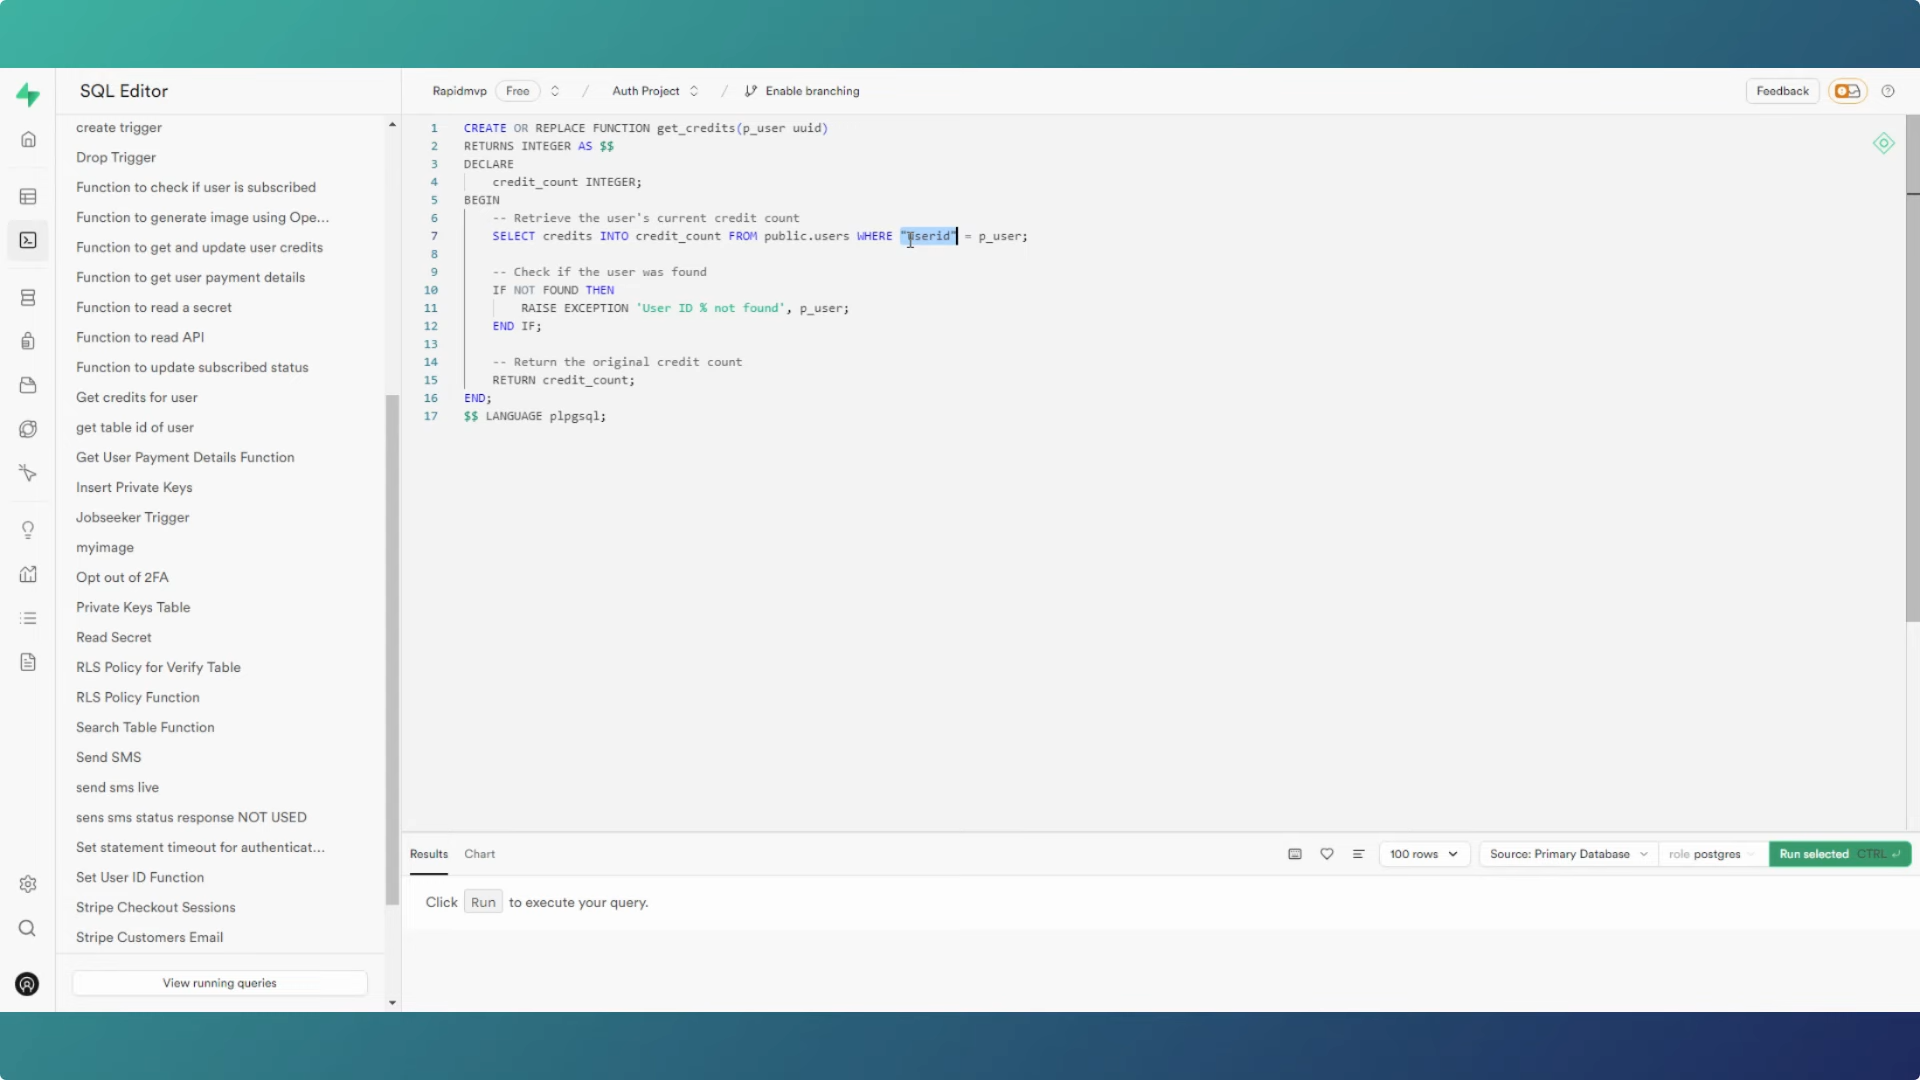 SQL Editor
Rapidmvp Free / Auth Project / Enable branching
Feedback
create trigger
Drop Trigger
Function to check if user is subscribed
Function to generate image using Ope...
Function to get and update user credits
Function to get user payment details
Function to read a secret
Function to read API
Function to update subscribed status
Get credits for user
get table id of user
Get User Payment Details Function
Insert Private Keys
Jobseeker Trigger
myimage
Opt out of 2FA
Private Keys Table
Read Secret
RLS Policy for Verify Table
RLS Policy Function
Search Table Function
Send SMS
send sms live
sens sms status response NOT USED
Set statement timeout for authenticat...
Set User ID Function
Stripe Checkout Sessions
Stripe Customers Email
View running queries
1 CREATE OR REPLACE FUNCTION get_credits(p_user uuid)
2 RETURNS INTEGER AS $$
3 DECLARE
4 credit_count INTEGER;
5 BEGIN
6 -- Retrieve the user's current credit count
7 SELECT credits INTO credit_count FROM public.users WHERE "userid" = p_user;
8
9 -- Check if the user was found
10 IF NOT FOUND THEN
11 RAISE EXCEPTION 'User ID % not found', p_user;
12 END IF;
13
14 -- Return the original credit count
15 RETURN credit_count;
16 END;
17 $$ LANGUAGE plpgsql;
Results Chart
100 rows
Source: Primary Database
role postgres
Run selected CTRL
Click Run to execute your query.